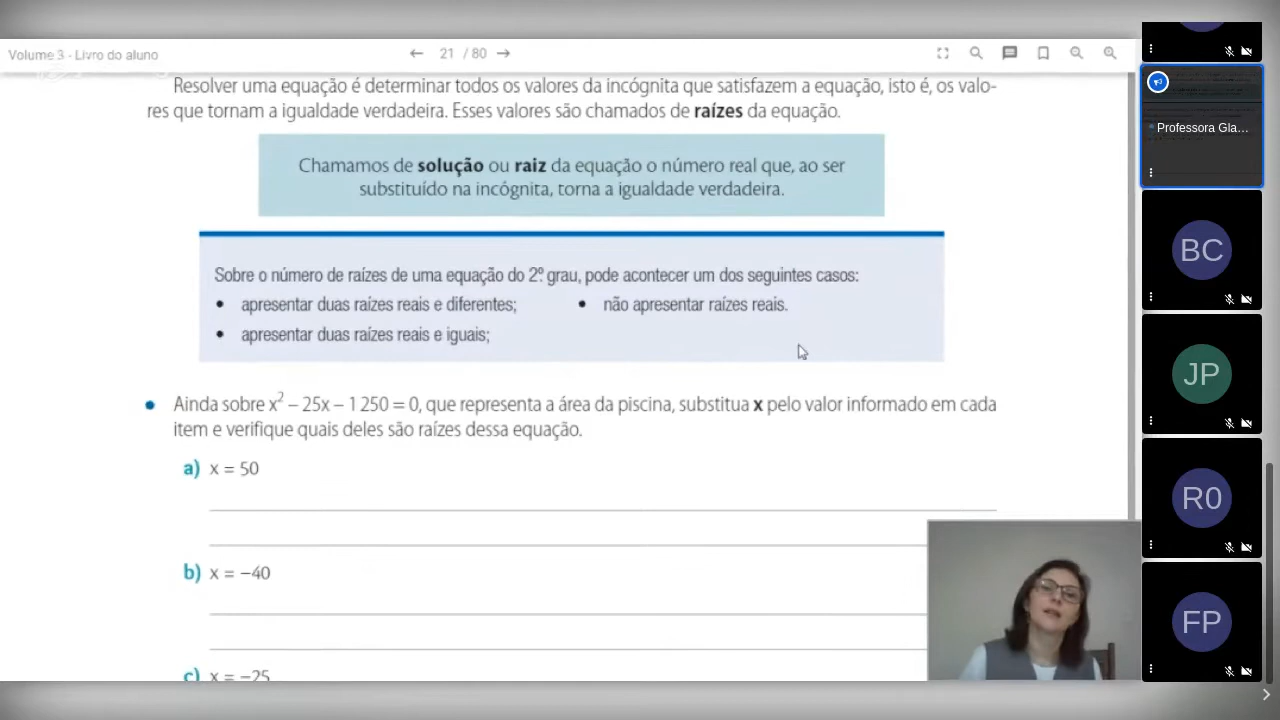 Volume 3 - Livro do aluno
21 / 80
Resolver uma equação é determinar todos os valores da incógnita que satisfazem a equação, isto é, os valo-
res que tornam a igualdade verdadeira. Esses valores são chamados de raízes da equação.
Chamamos de solução ou raiz da equação o número real que, ao ser
substituído na incógnita, torna a igualdade verdadeira.
Sobre o número de raízes de uma equação do 2º. grau, pode acontecer um dos seguintes casos:
• apresentar duas raízes reais e diferentes;
• não apresentar raízes reais.
• apresentar duas raízes reais e iguais;
• Ainda sobre x² – 25x – 1 250 = 0, que representa a área da piscina, substitua x pelo valor informado em cada
item e verifique quais deles são raízes dessa equação.
a) x = 50
b) x = –40
c) x = –25
Professora Gla...
BC
JP
R0
FP